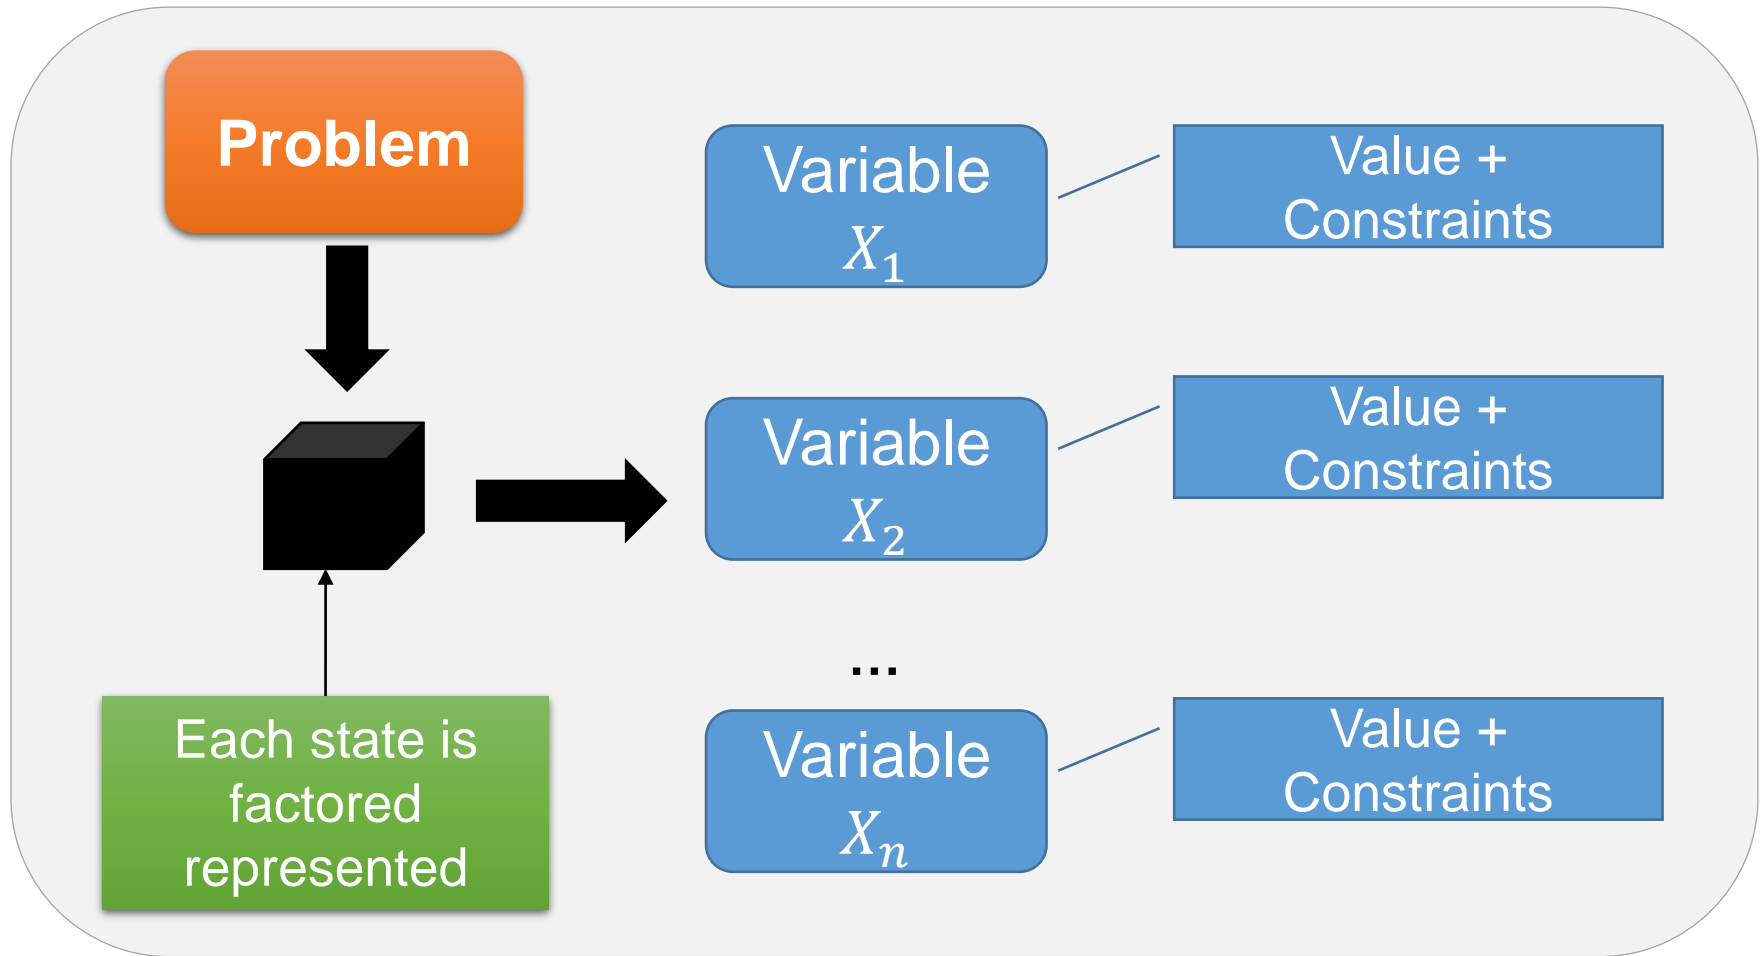 Problem
Variable
X₁
Value +
Constraints
Variable
X₂
Value +
Constraints
...
Variable
Xₙ
Value +
Constraints
Each state is
factored
represented